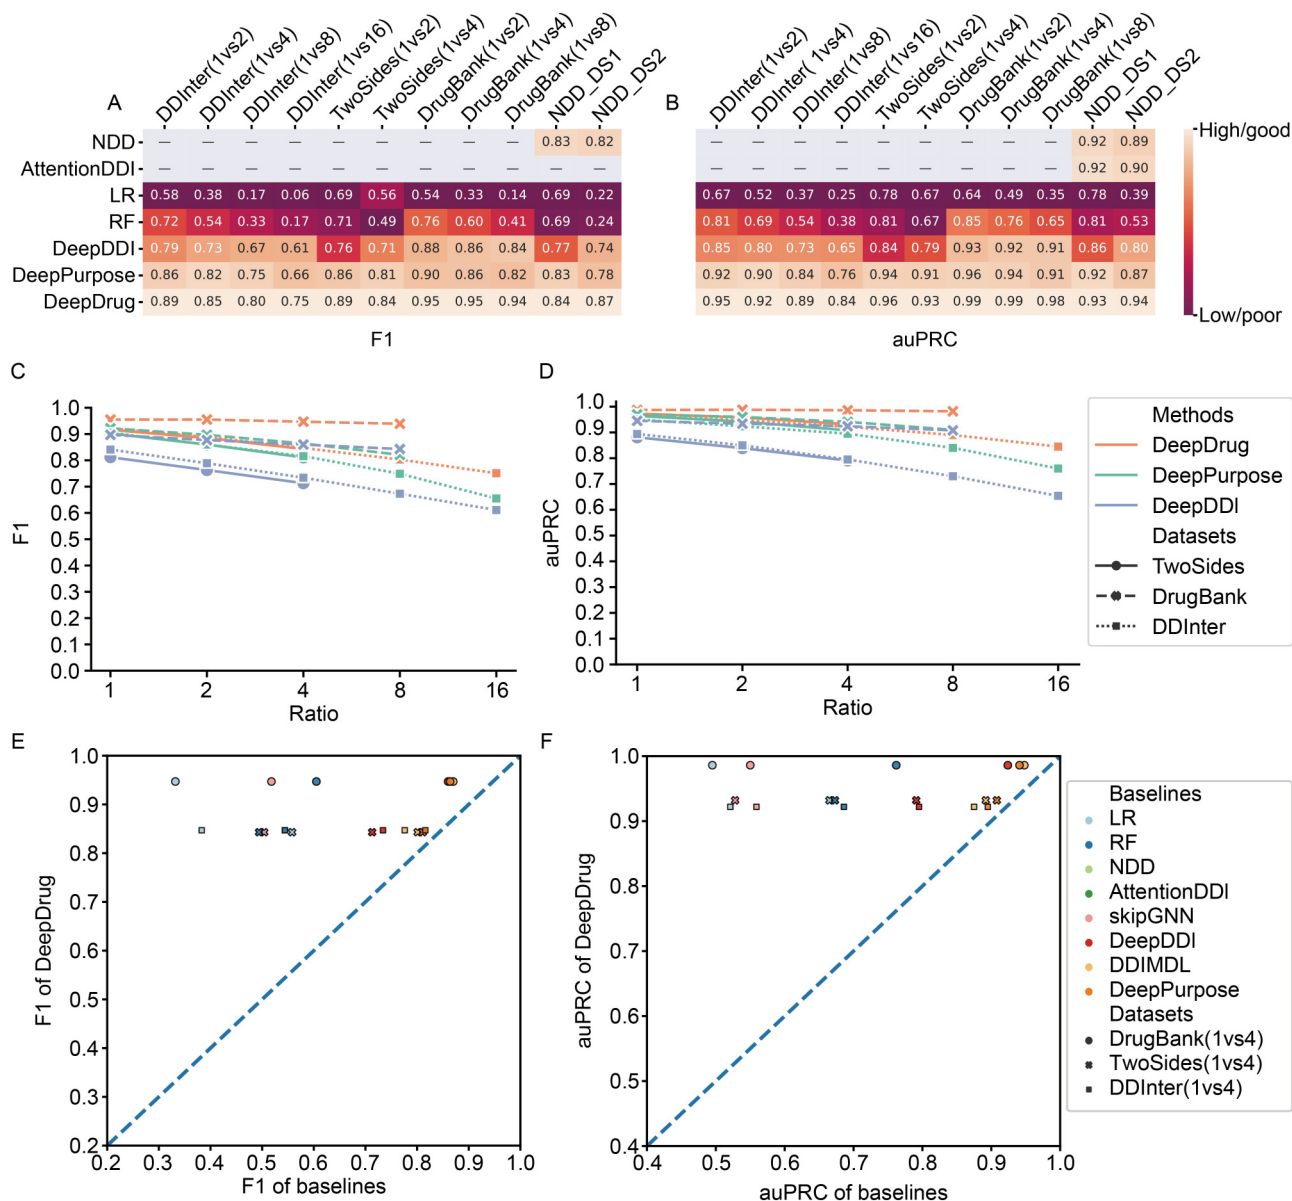 A
DDInter(1vs2)
DDInter(1vs4)
DDInter(1vs8)
DDInter(1vs16)
TwoSides(1vs2)
TwoSides(1vs4)
DrugBank(1vs2)
DrugBank(1vs4)
DrugBank(1vs8)
NDD_DS1
NDD_DS2
NDD — — — — — — — — — 0.83 0.82
AttentionDDI — — — — — — — — — — —
LR 0.58 0.38 0.17 0.06 0.69 0.56 0.54 0.33 0.14 0.69 0.22
RF 0.72 0.54 0.33 0.17 0.71 0.49 0.76 0.60 0.41 0.69 0.24
DeepDDI 0.79 0.73 0.67 0.61 0.76 0.71 0.88 0.86 0.84 0.77 0.74
DeepPurpose 0.86 0.82 0.75 0.66 0.86 0.81 0.90 0.86 0.82 0.83 0.78
DeepDrug 0.89 0.85 0.80 0.75 0.89 0.84 0.95 0.95 0.94 0.84 0.87
F1
B
DDInter(1vs2)
DDInter( 1vs4)
DDInter(1vs8)
DDInter(1vs16)
TwoSides(1vs2)
TwoSides(1vs4)
DrugBank(1vs2)
DrugBank(1vs4)
DrugBank(1vs8)
NDD_DS1
NDD_DS2
— — — — — — — — — 0.92 0.89
— — — — — — — — — 0.92 0.90
0.67 0.52 0.37 0.25 0.78 0.67 0.64 0.49 0.35 0.78 0.39
0.81 0.69 0.54 0.38 0.81 0.67 0.85 0.76 0.65 0.81 0.53
0.85 0.80 0.73 0.65 0.84 0.79 0.93 0.92 0.91 0.86 0.80
0.92 0.90 0.84 0.76 0.94 0.91 0.96 0.94 0.91 0.92 0.87
0.95 0.92 0.89 0.84 0.96 0.93 0.99 0.99 0.98 0.93 0.94
auPRC
High/good
Low/poor
C
1.0
0.9
0.8
0.7
0.6
0.5
0.4
0.3
0.2
0.1
0.0
F1
1 2 4 8 16
Ratio
D
1.0
0.9
0.8
0.7
0.6
0.5
0.4
0.3
0.2
0.1
0.0
auPRC
1 2 4 8 16
Ratio
Methods
DeepDrug
DeepPurpose
DeepDDI
Datasets
TwoSides
DrugBank
DDInter
E
1.0
0.9
0.8
0.7
0.6
0.5
0.4
0.3
0.2
F1 of DeepDrug
0.2 0.3 0.4 0.5 0.6 0.7 0.8 0.9 1.0
F1 of baselines
F
1.0
0.9
0.8
0.7
0.6
0.5
0.4
auPRC of DeepDrug
0.4 0.5 0.6 0.7 0.8 0.9 1.0
auPRC of baselines
Baselines
LR
RF
NDD
AttentionDDI
skipGNN
DeepDDI
DDIMDL
DeepPurpose
Datasets
DrugBank(1vs4)
TwoSides(1vs4)
DDInter(1vs4)